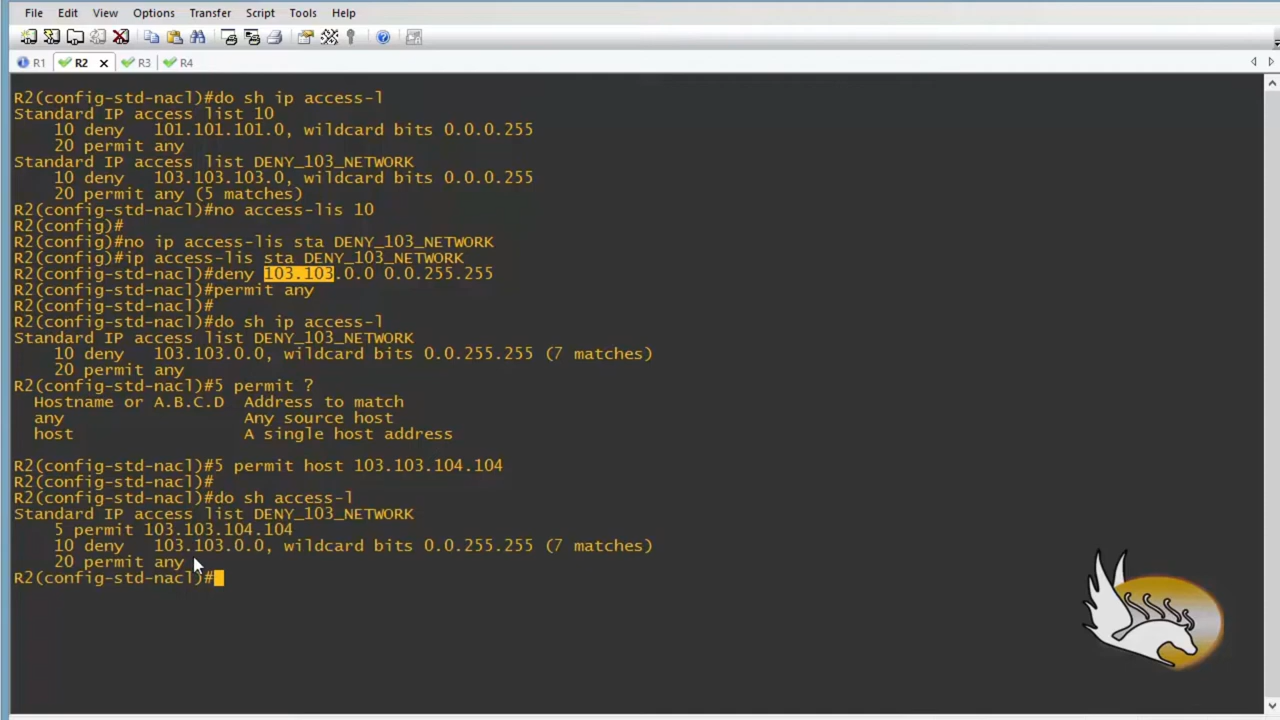 File Edit View Options Transfer Script Tools Help
R1 R2 R3 R4
R2(config-std-nacl)#do sh ip access-l
Standard IP access list 10
    10 deny   101.101.101.0, wildcard bits 0.0.0.255
    20 permit any
Standard IP access list DENY_103_NETWORK
    10 deny   103.103.103.0, wildcard bits 0.0.0.255
    20 permit any (5 matches)
R2(config-std-nacl)#no access-lis 10
R2(config)#
R2(config)#no ip access-lis sta DENY_103_NETWORK
R2(config)#ip access-lis sta DENY_103_NETWORK
R2(config-std-nacl)#deny 103.103.0.0 0.0.255.255
R2(config-std-nacl)#permit any
R2(config-std-nacl)#
R2(config-std-nacl)#do sh ip access-l
Standard IP access list DENY_103_NETWORK
    10 deny   103.103.0.0, wildcard bits 0.0.255.255 (7 matches)
    20 permit any
R2(config-std-nacl)#5 permit ?
  Hostname or A.B.C.D  Address to match
  any                  Any source host
  host                 A single host address
R2(config-std-nacl)#5 permit host 103.103.104.104
R2(config-std-nacl)#
R2(config-std-nacl)#do sh access-l
Standard IP access list DENY_103_NETWORK
    5 permit 103.103.104.104
    10 deny   103.103.0.0, wildcard bits 0.0.255.255 (7 matches)
    20 permit any
R2(config-std-nacl)#